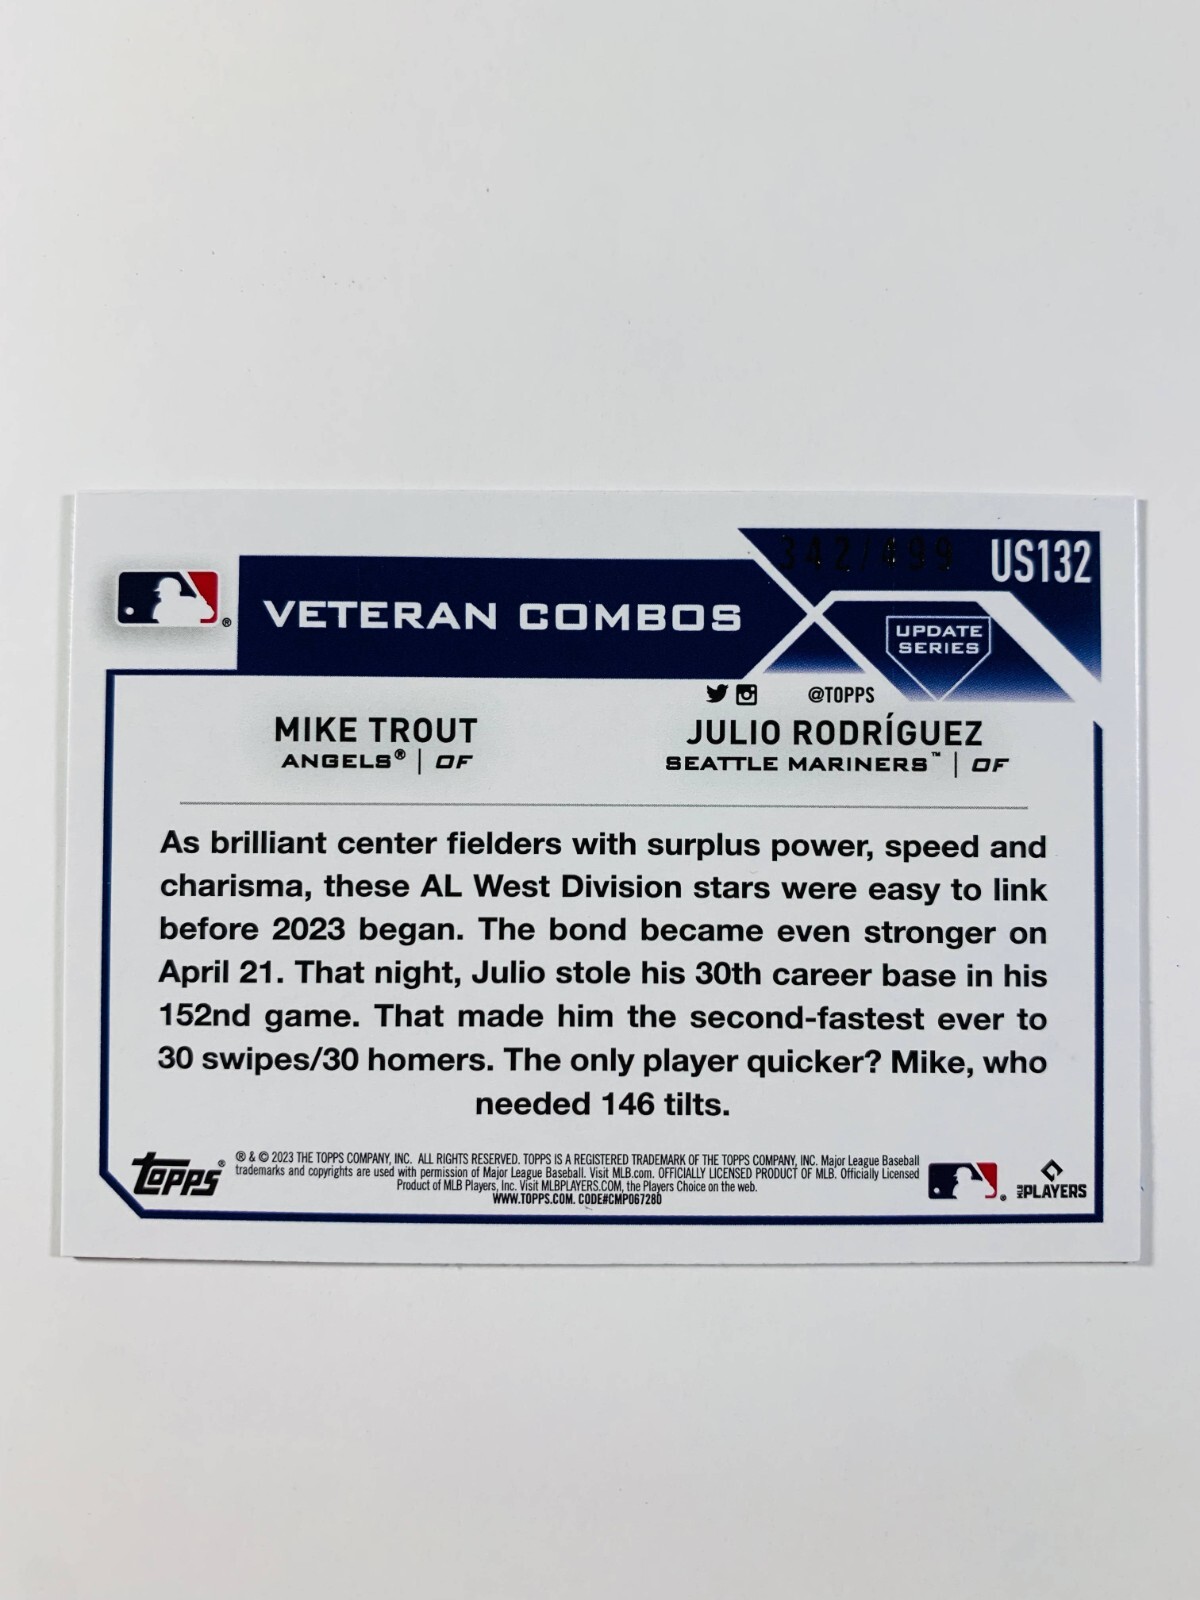 342/499 US132
VETERAN COMBOS
UPDATE
SERIES
@TOPPS
MIKE TROUT
ANGELS® | OF
JULIO RODRÍGUEZ
SEATTLE MARINERS™ | OF
As brilliant center fielders with surplus power, speed and
charisma, these AL West Division stars were easy to link
before 2023 began. The bond became even stronger on
April 21. That night, Julio stole his 30th career base in his
152nd game. That made him the second-fastest ever to
30 swipes/30 homers. The only player quicker? Mike, who
needed 146 tilts.
topps®
® & © 2023 THE TOPPS COMPANY, INC. ALL RIGHTS RESERVED. TOPPS IS A REGISTERED TRADEMARK OF THE TOPPS COMPANY, INC. Major League Baseball
trademarks and copyrights are used with permission of Major League Baseball. Visit MLB.com. OFFICIALLY LICENSED PRODUCT OF MLB. Officially Licensed
Product of MLB Players, Inc. Visit MLBPLAYERS.COM, the Players Choice on the web.
WWW.TOPPS.COM. CODE#CMP067280
MLB PLAYERS